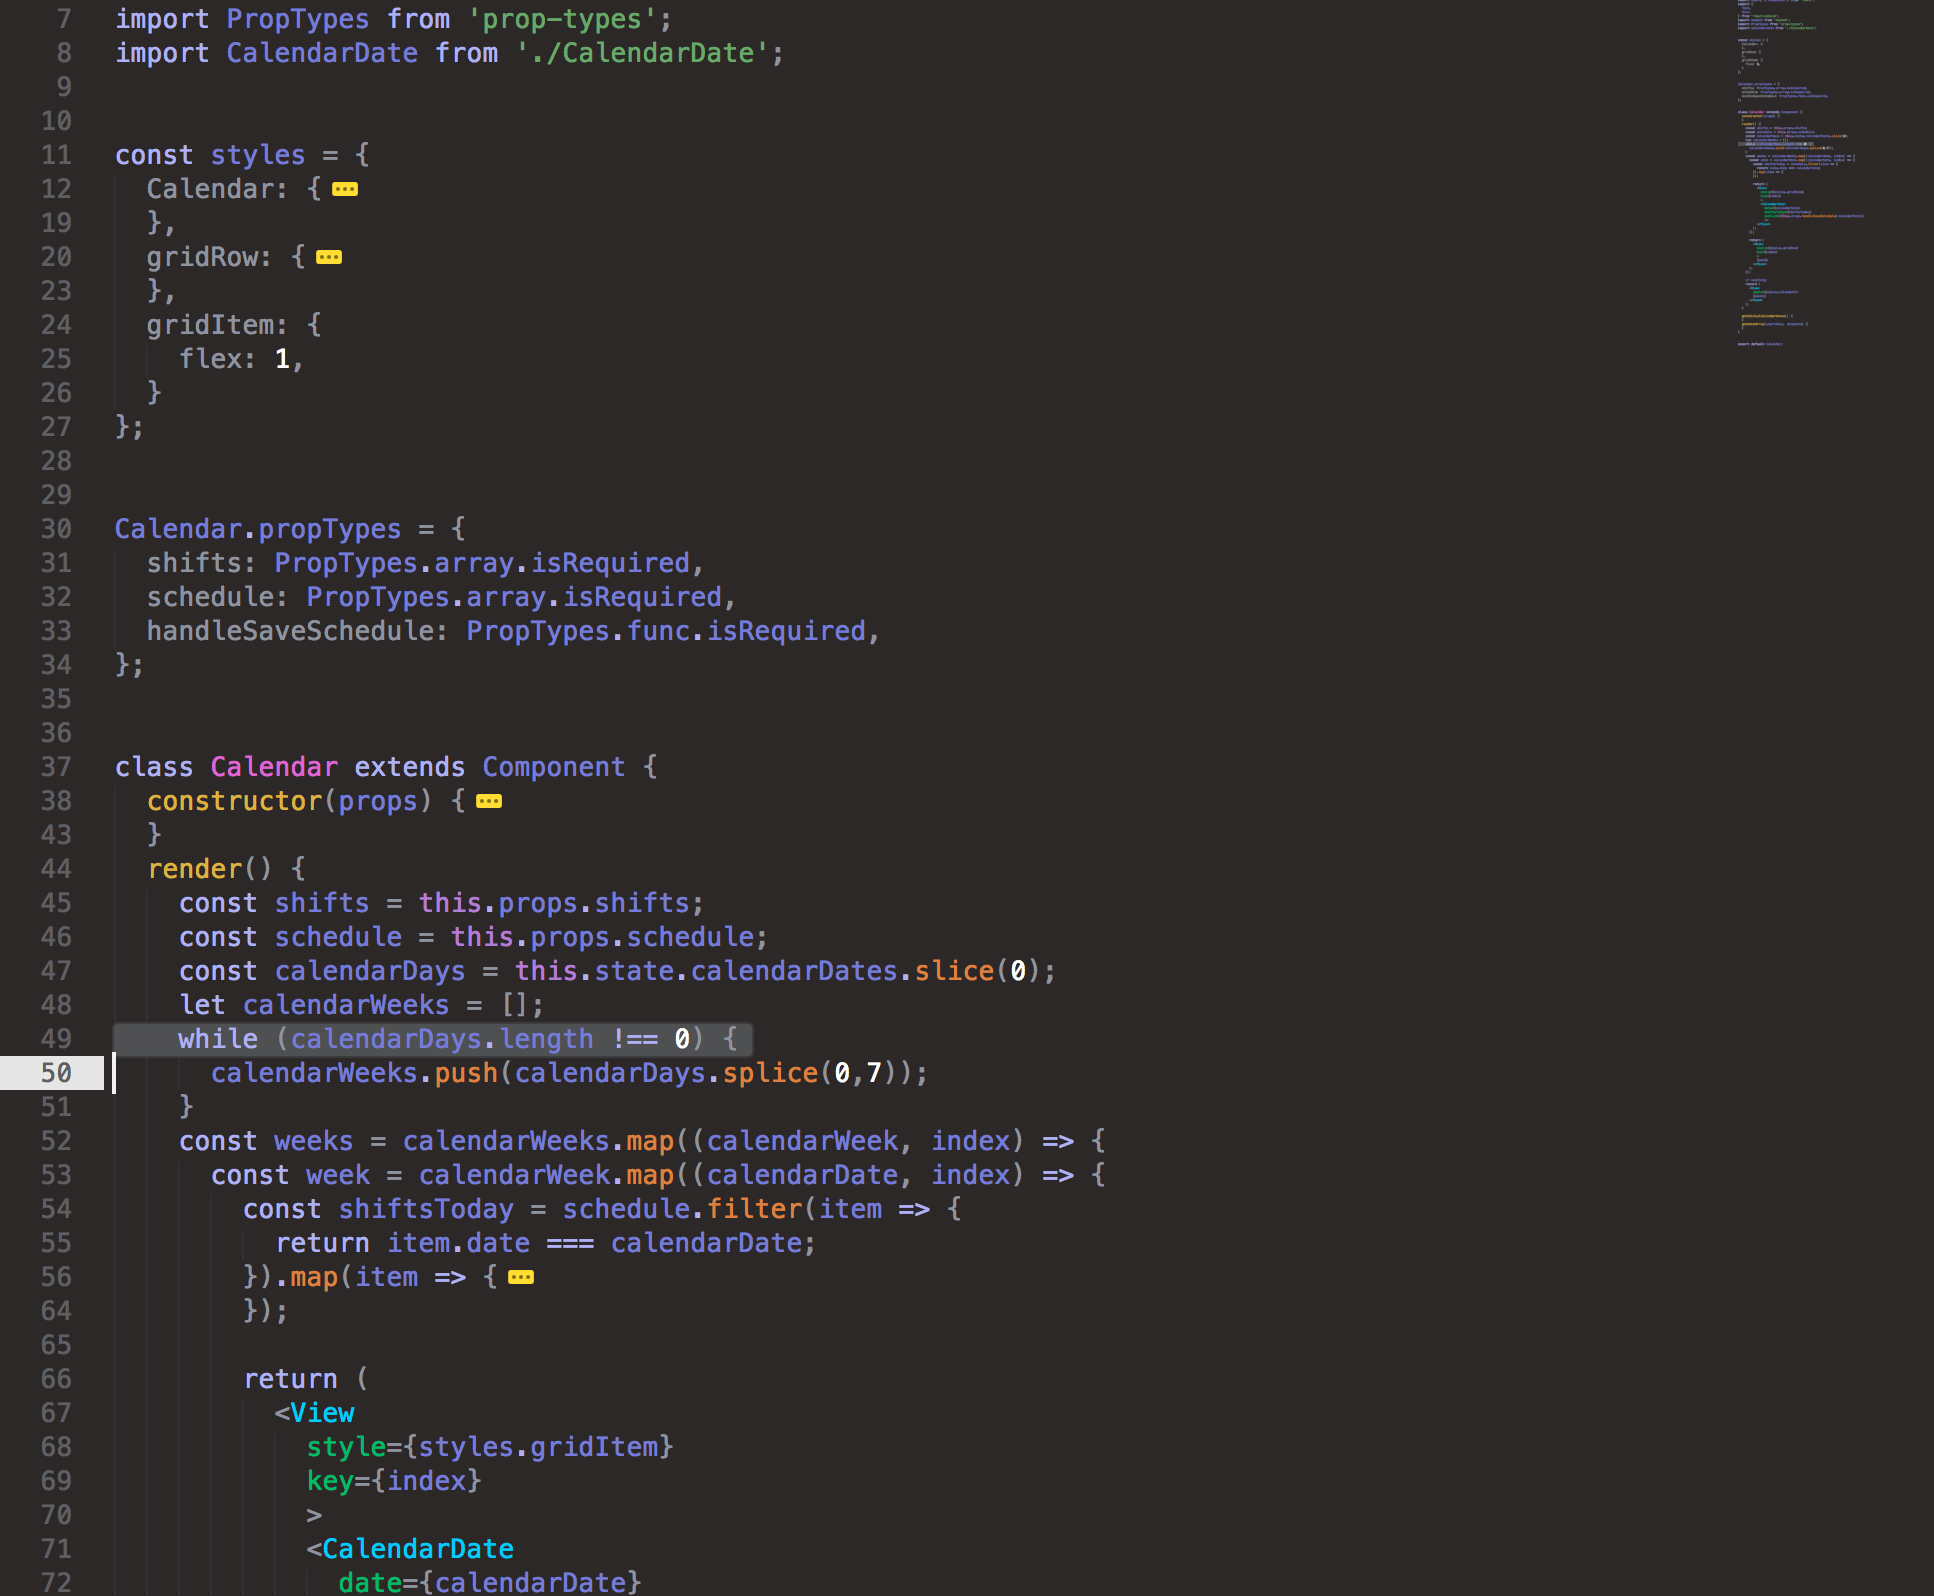 7 import PropTypes from 'prop-types';
8 import CalendarDate from './CalendarDate';
9
10
11 const styles = {
12 Calendar: {
19 },
20 gridRow: {
23 },
24 gridItem: {
25 flex: 1,
26 }
27 };
28
29
30 Calendar.propTypes = {
31 shifts: PropTypes.array.isRequired,
32 schedule: PropTypes.array.isRequired,
33 handleSaveSchedule: PropTypes.func.isRequired,
34 };
35
36
37 class Calendar extends Component {
38 constructor(props) {
43 }
44 render() {
45 const shifts = this.props.shifts;
46 const schedule = this.props.schedule;
47 const calendarDays = this.state.calendarDates.slice(0);
48 let calendarWeeks = [];
49 while (calendarDays.length !== 0) {
50 calendarWeeks.push(calendarDays.splice(0,7));
51 }
52 const weeks = calendarWeeks.map((calendarWeek, index) => {
53 const week = calendarWeek.map((calendarDate, index) => {
54 const shiftsToday = schedule.filter(item => {
55 return item.date === calendarDate;
56 }).map(item => {
64 });
65
66 return (
67 <View
68 style={styles.gridItem}
69 key={index}
70 >
71 <CalendarDate
72 date={calendarDate}